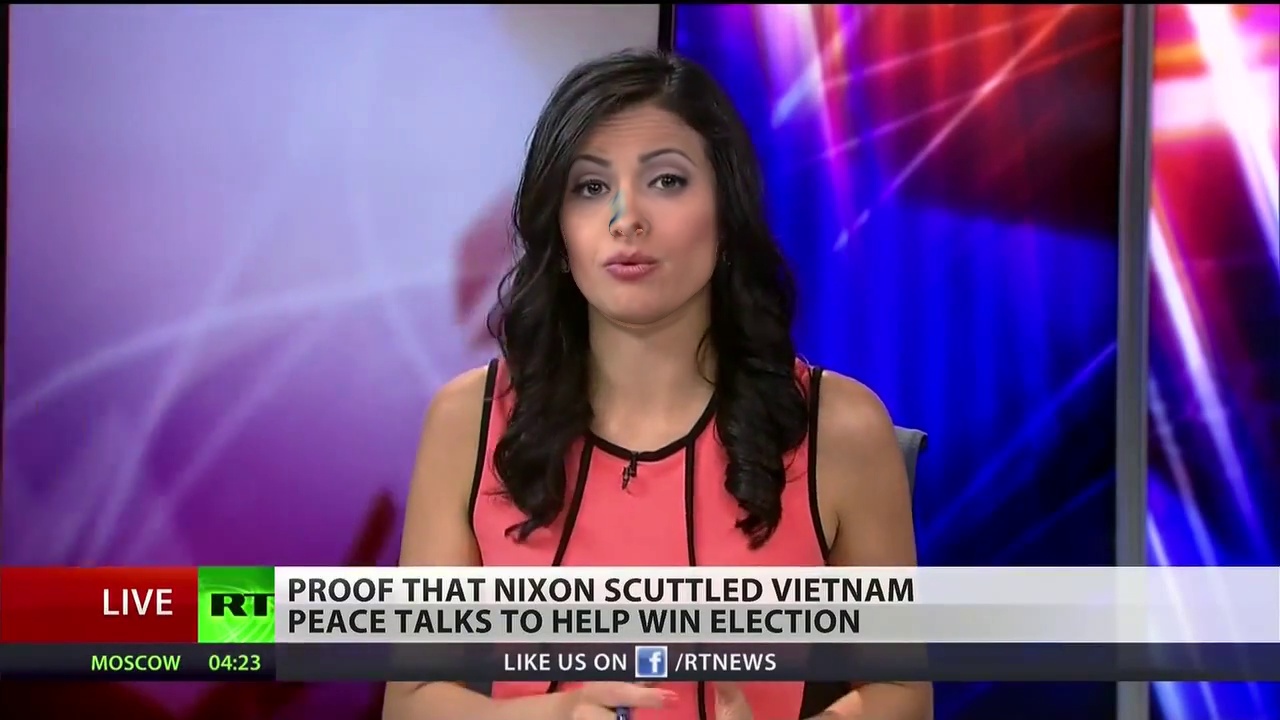 LIVE
RT
PROOF THAT NIXON SCUTTLED VIETNAM
PEACE TALKS TO HELP WIN ELECTION
MOSCOW 04:23
LIKE US ON f /RTNEWS